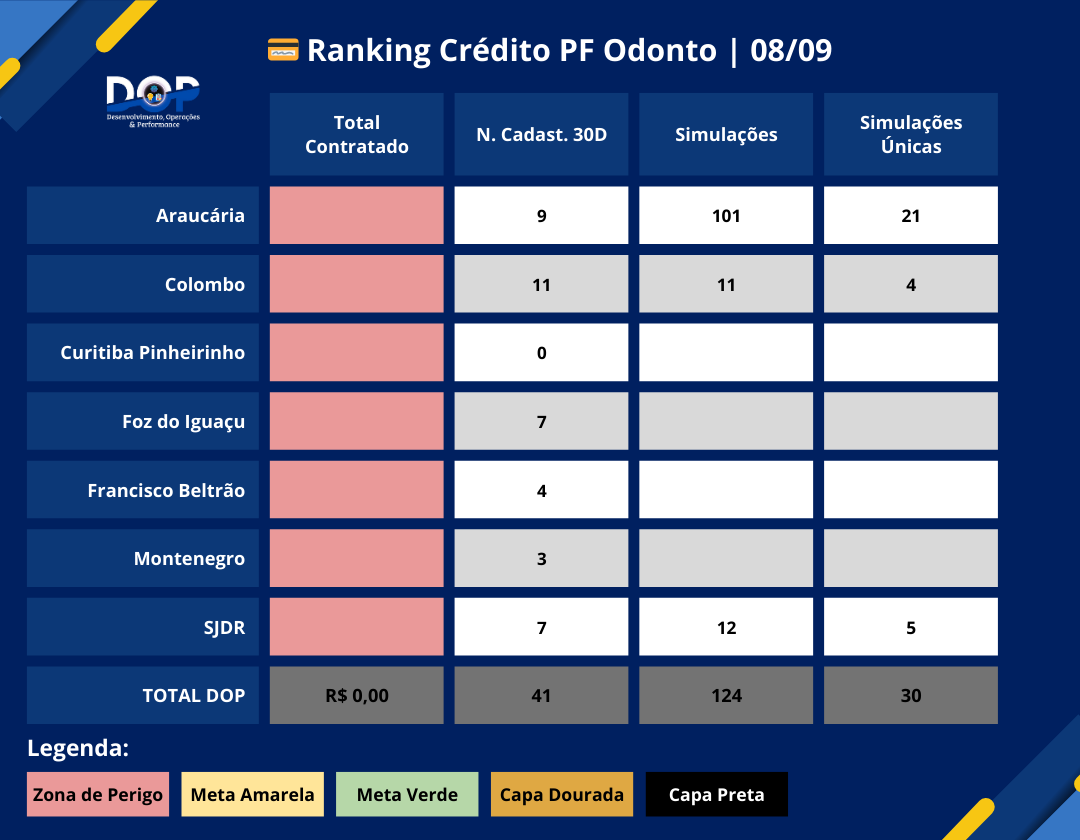 Ranking Crédito PF Odonto | 08/09
DOP
Desenvolvimento, Operações
& Performance
Total
Contratado
N. Cadast. 30D
Simulações
Simulações
Únicas
Araucária 9 101 21
Colombo 11 11 4
Curitiba Pinheirinho 0
Foz do Iguaçu 7
Francisco Beltrão 4
Montenegro 3
SJDR 7 12 5
TOTAL DOP R$ 0,00 41 124 30
Legenda:
Zona de Perigo Meta Amarela Meta Verde Capa Dourada Capa Preta